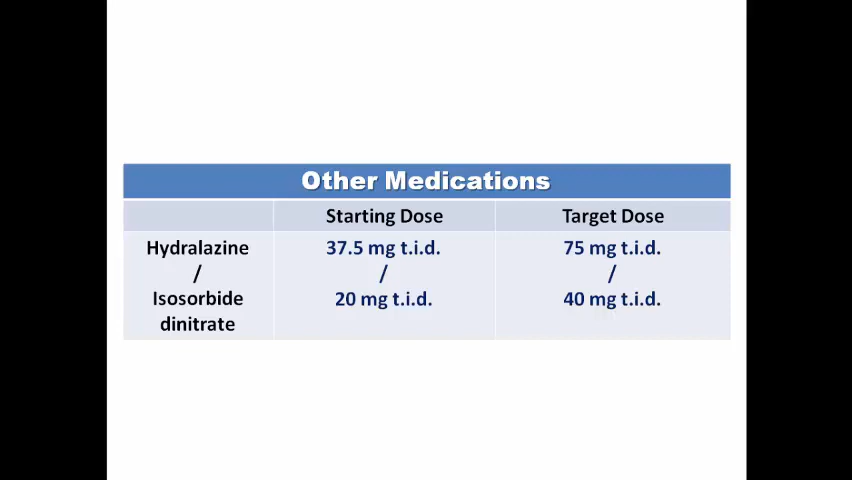 Other Medications
Starting Dose Target Dose
Hydralazine 37.5 mg t.i.d. 75 mg t.i.d.
/ / /
Isosorbide 20 mg t.i.d. 40 mg t.i.d.
dinitrate